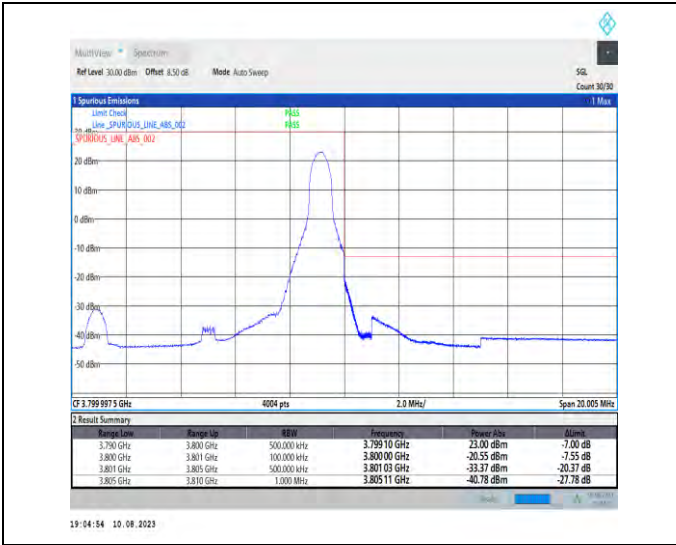 MultiView Spectrum
Ref Level 30.00 dBm Offset 8.50 dB Mode Auto Sweep SGL
Count 30/30
1 Spurious Emissions 1 Max
Limit Check PASS
Line _SPURIOUS_LINE_ABS_002 PASS
_SPURIOUS_LINE_ABS_002
20 dBm
10 dBm
0 dBm
-10 dBm
-20 dBm
-30 dBm
-40 dBm
-50 dBm
CF 3.799 997 5 GHz 4004 pts 2.0 MHz/ Span 20.005 MHz
2 Result Summary
Range Low Range Up RBW Frequency Power Abs ΔLimit
3.790 GHz 3.800 GHz 500.000 kHz 3.799 10 GHz 23.00 dBm -7.00 dB
3.800 GHz 3.801 GHz 100.000 kHz 3.800 00 GHz -20.55 dBm -7.55 dB
3.801 GHz 3.805 GHz 500.000 kHz 3.801 03 GHz -33.37 dBm -20.37 dB
3.805 GHz 3.810 GHz 1.000 MHz 3.805 11 GHz -40.78 dBm -27.78 dB
19:04:54 10.08.2023